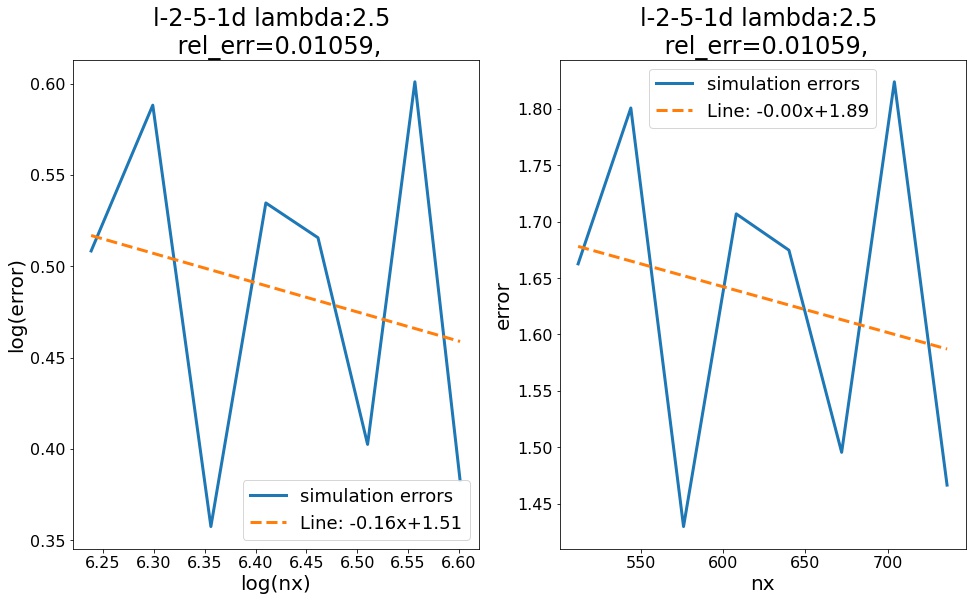 l-2-5-1d lambda:2.5
rel_err=0.01059,
log(error)
0.60
0.55
0.50
0.45
0.40
0.35
simulation errors
Line: -0.16x+1.51
6.25 6.30 6.35 6.40 6.45 6.50 6.55 6.60
log(nx)
l-2-5-1d lambda:2.5
rel_err=0.01059,
error
1.80
1.75
1.70
1.65
1.60
1.55
1.50
1.45
simulation errors
Line: -0.00x+1.89
550 600 650 700
nx